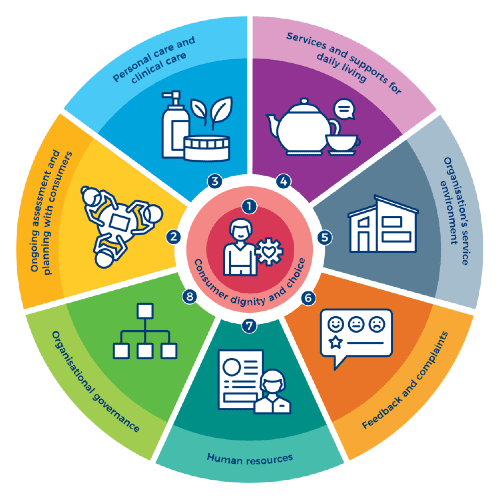 1
Consumer dignity and choice
2
Ongoing assessment and
planning with consumers
3
Personal care and
clinical care
4
Services and supports for
daily living
5
Organisation's service
environment
6
Feedback and complaints
7
Human resources
8
Organisational governance